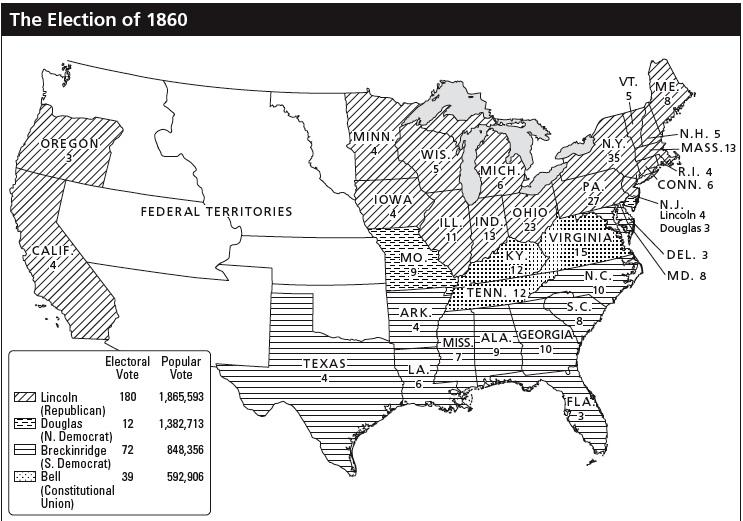 The Election of 1860
VT.
5
ME.
8
OREGON
3
MINN.
4
N.H. 5
MASS. 13
WIS.
5
N.Y.
35
MICH.
6
R.I. 4
CONN. 6
PA.
27
IOWA
4
N.J.
Lincoln 4
Douglas 3
FEDERAL TERRITORIES
OHIO
23
ILL.
11
IND.
13
VIRGINIA
15
CALIF.
4
MO.
9
KY.
12
DEL. 3
MD. 8
N.C.
10
TENN. 12
ARK.
4
S.C.
8
MISS.
7
ALA.
9
GEORGIA
10
TEXAS
4
LA.
6
FLA.
3
Electoral Popular
Vote Vote
Lincoln 180 1,865,593
(Republican)
Douglas 12 1,382,713
(N. Democrat)
Breckinridge 72 848,356
(S. Democrat)
Bell 39 592,906
(Constitutional
Union)